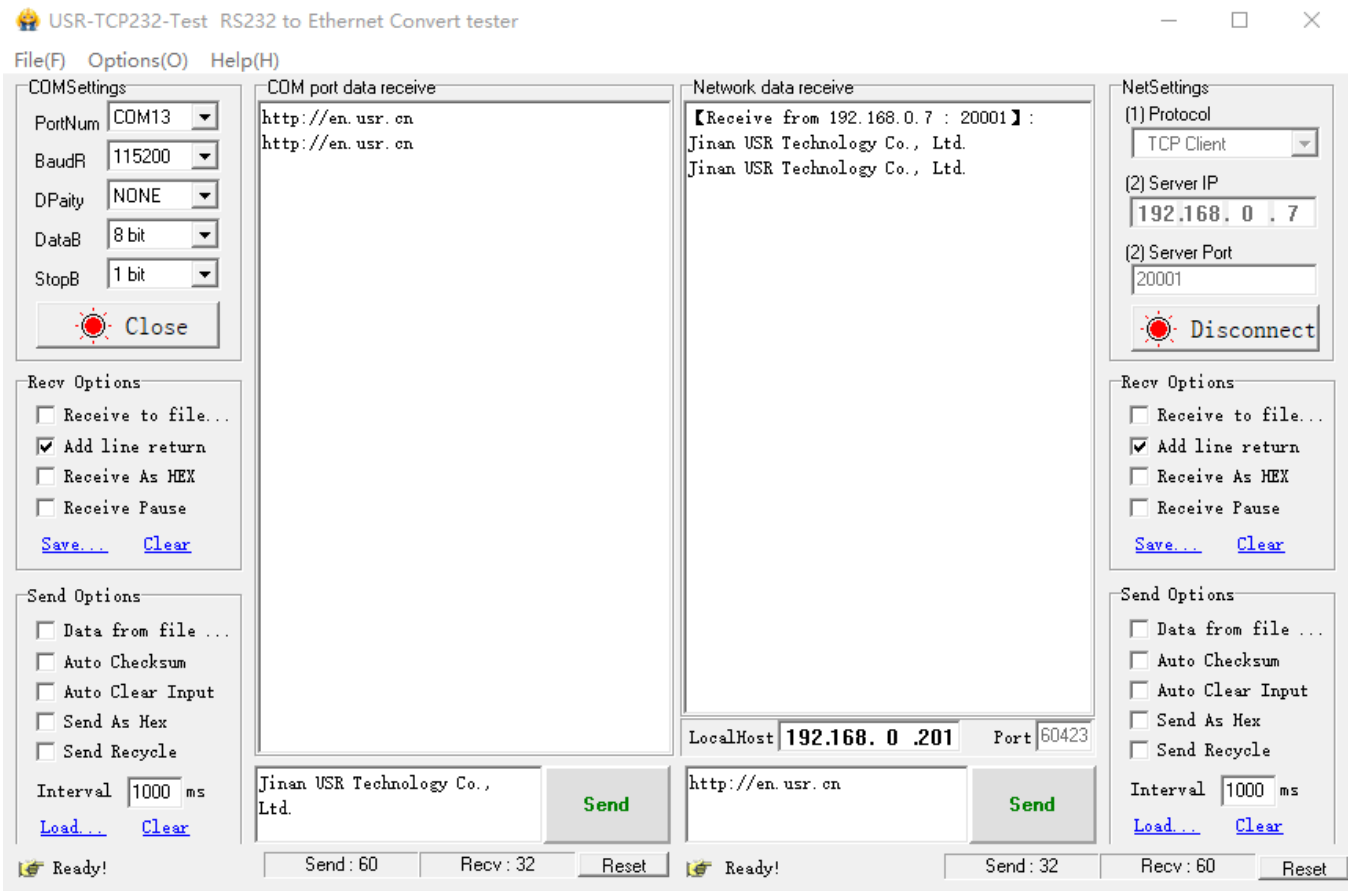 USR-TCP232-Test RS232 to Ethernet Convert tester
File(F) Options(O) Help(H)
COMSettings
PortNum COM13
BaudR 115200
DPaity NONE
DataB 8 bit
StopB 1 bit
Close
Recv Options
Receive to file...
Add line return
Receive As HEX
Receive Pause
Save... Clear
Send Options
Data from file ...
Auto Checksum
Auto Clear Input
Send As Hex
Send Recycle
Interval 1000 ms
Load... Clear
COM port data receive
http://en.usr.cn
http://en.usr.cn
Jinan USR Technology Co.,
Ltd.
Send
Network data receive
【Receive from 192.168.0.7 : 20001】:
Jinan USR Technology Co., Ltd.
Jinan USR Technology Co., Ltd.
LocalHost 192.168. 0 .201 Port 60423
http://en.usr.cn
Send
NetSettings
(1) Protocol
TCP Client
(2) Server IP
192.168. 0 . 7
(2) Server Port
20001
Disconnect
Recv Options
Receive to file...
Add line return
Receive As HEX
Receive Pause
Save... Clear
Send Options
Data from file ...
Auto Checksum
Auto Clear Input
Send As Hex
Send Recycle
Interval 1000 ms
Load... Clear
Ready! Send : 60 Recv : 32 Reset Ready! Send : 32 Recv : 60 Reset